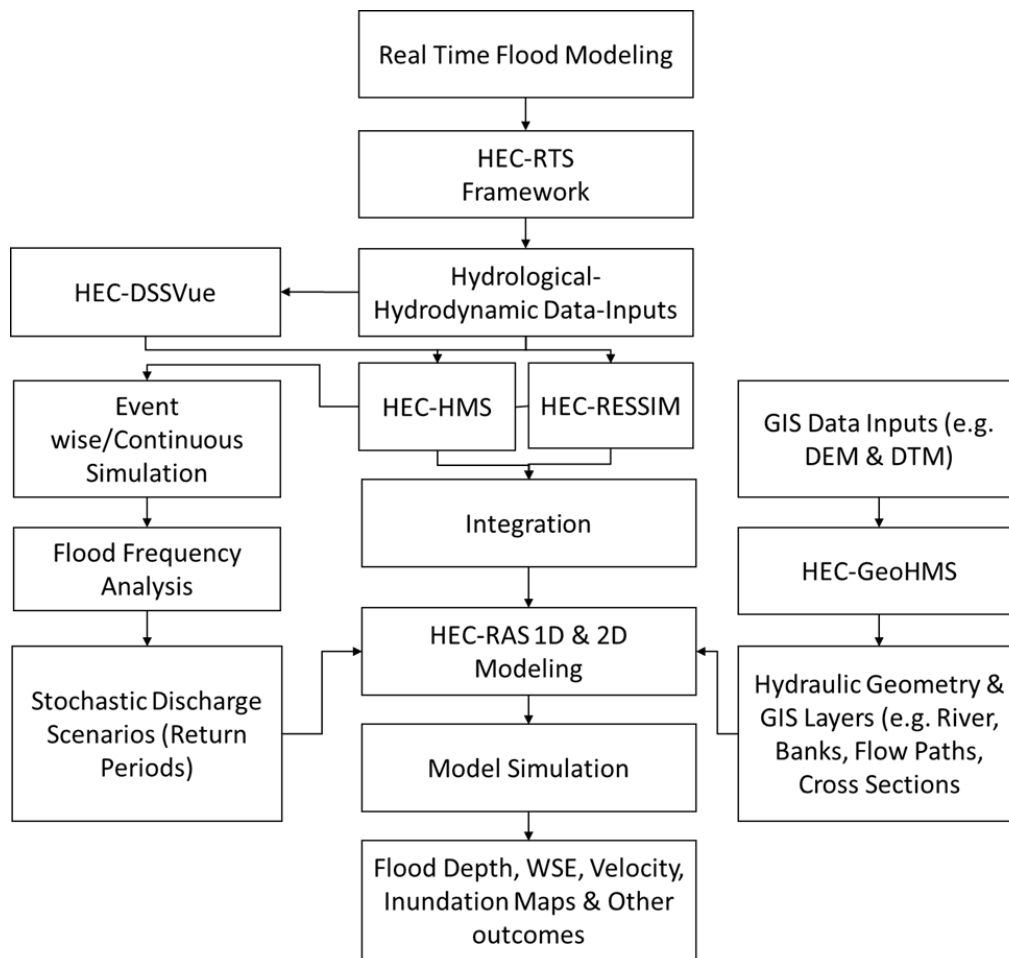 Real Time Flood Modeling
HEC-RTS
Framework
HEC-DSSVue
Hydrological-
Hydrodynamic Data-Inputs
Event
wise/Continuous
Simulation
HEC-HMS
HEC-RESSIM
GIS Data Inputs (e.g.
DEM & DTM)
Integration
Flood Frequency
Analysis
HEC-GeoHMS
Stochastic Discharge
Scenarios (Return
Periods)
HEC-RAS 1D & 2D
Modeling
Hydraulic Geometry &
GIS Layers (e.g. River,
Banks, Flow Paths,
Cross Sections
Model Simulation
Flood Depth, WSE, Velocity,
Inundation Maps & Other
outcomes